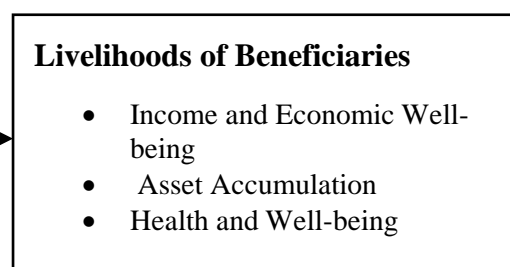 Livelihoods of Beneficiaries
• Income and Economic Well-
being
• Asset Accumulation
• Health and Well-being